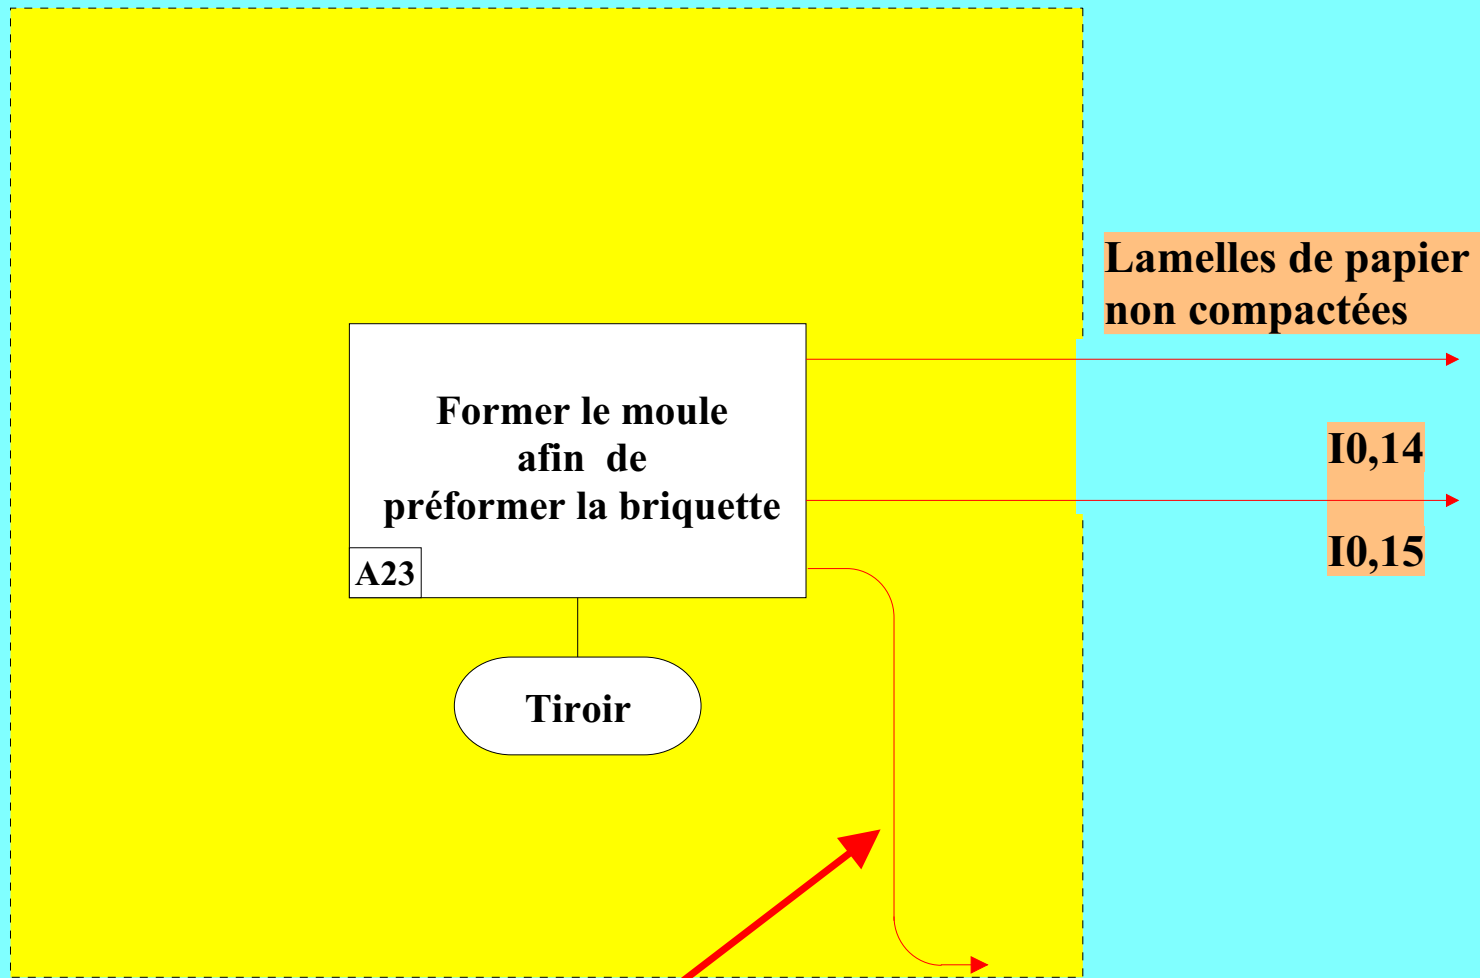 Lamelles de papier
non compactées
Former le moule
afin de
préformer la briquette
I0,14
I0,15
A23
Tiroir